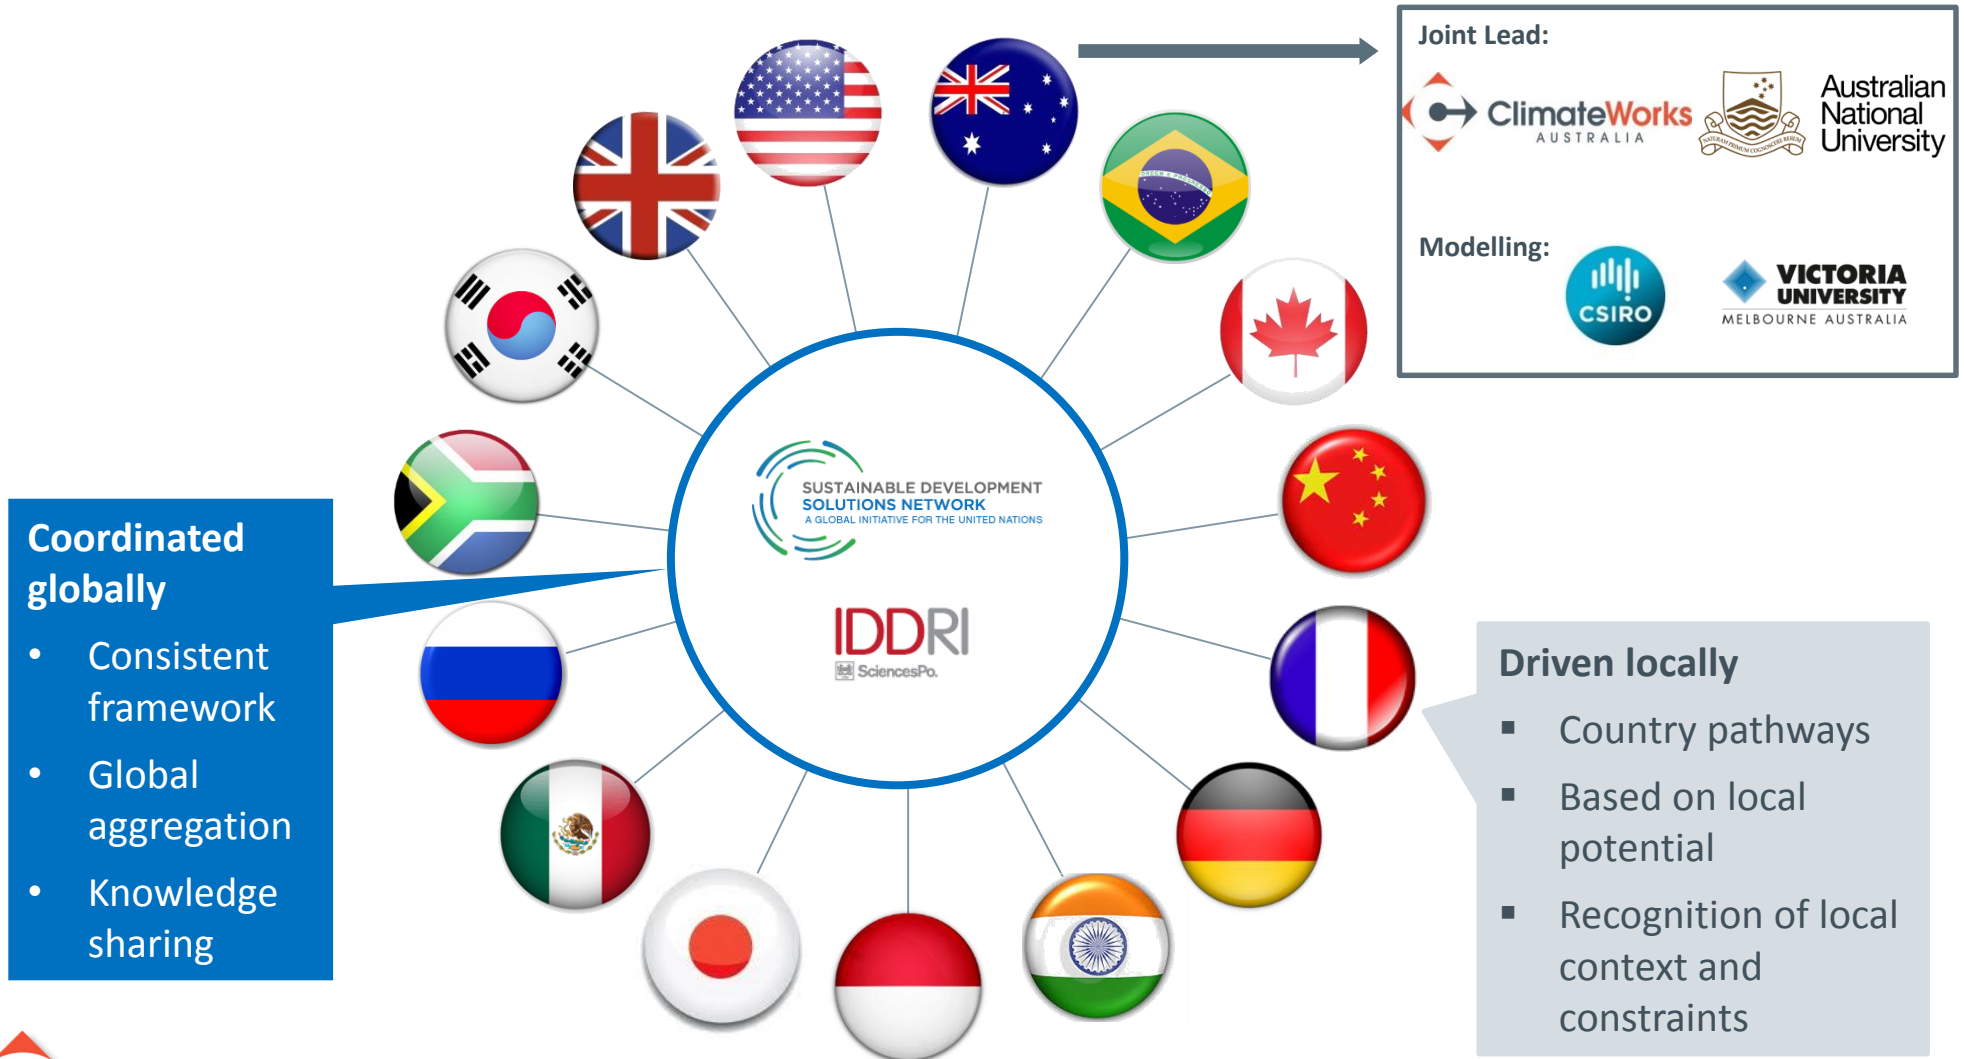 Joint Lead:
ClimateWorks
AUSTRALIA
Australian
National
University
Modelling:
CSIRO
VICTORIA
UNIVERSITY
MELBOURNE AUSTRALIA
SUSTAINABLE DEVELOPMENT
SOLUTIONS NETWORK
A GLOBAL INITIATIVE FOR THE UNITED NATIONS
IDDRI
SciencesPo.
Coordinated
globally
• Consistent
framework
• Global
aggregation
• Knowledge
sharing
Driven locally
▪ Country pathways
▪ Based on local
potential
▪ Recognition of local
context and
constraints